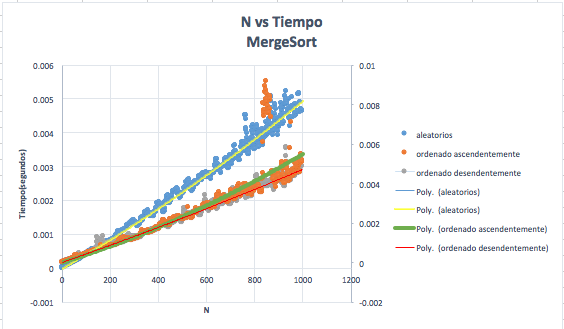 N vs Tiempo
MergeSort
0.006
0.005
0.004
0.003
0.002
0.001
0
-0.001
0.01
0.008
0.006
0.004
0.002
0
-0.002
0
200
400
600
800
1000
1200
Tiempo(segundos)
N
aleatorios
ordenado ascendentemente
ordenado desendentemente
Poly. (aleatorios)
Poly. (aleatorios)
Poly. (ordenado ascendentemente)
Poly. (ordenado desendentemente)